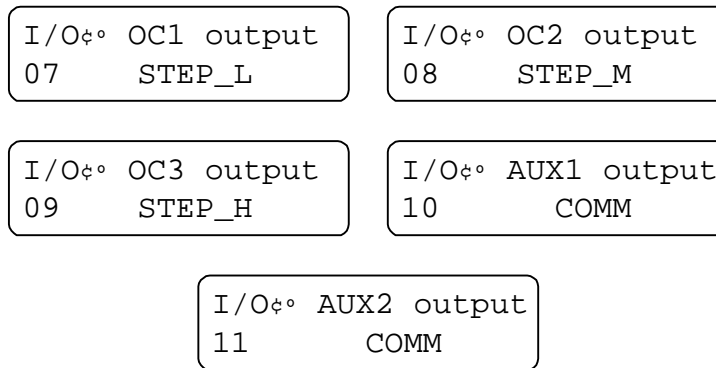 I/O¢º OC1 output
07 STEP_L
I/O¢º OC2 output
08 STEP_M
I/O¢º OC3 output
09 STEP_H
I/O¢º AUX1 output
10 COMM
I/O¢º AUX2 output
11 COMM